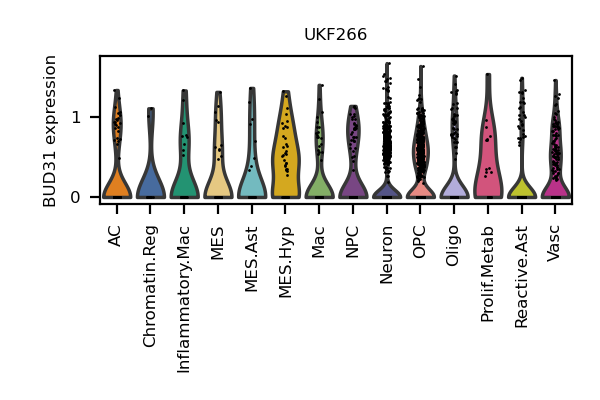 UKF266
BUD31 expression
1
0
AC
Chromatin.Reg
Inflammatory.Mac
MES
MES.Ast
MES.Hyp
Mac
NPC
Neuron
OPC
Oligo
Prolif.Metab
Reactive.Ast
Vasc